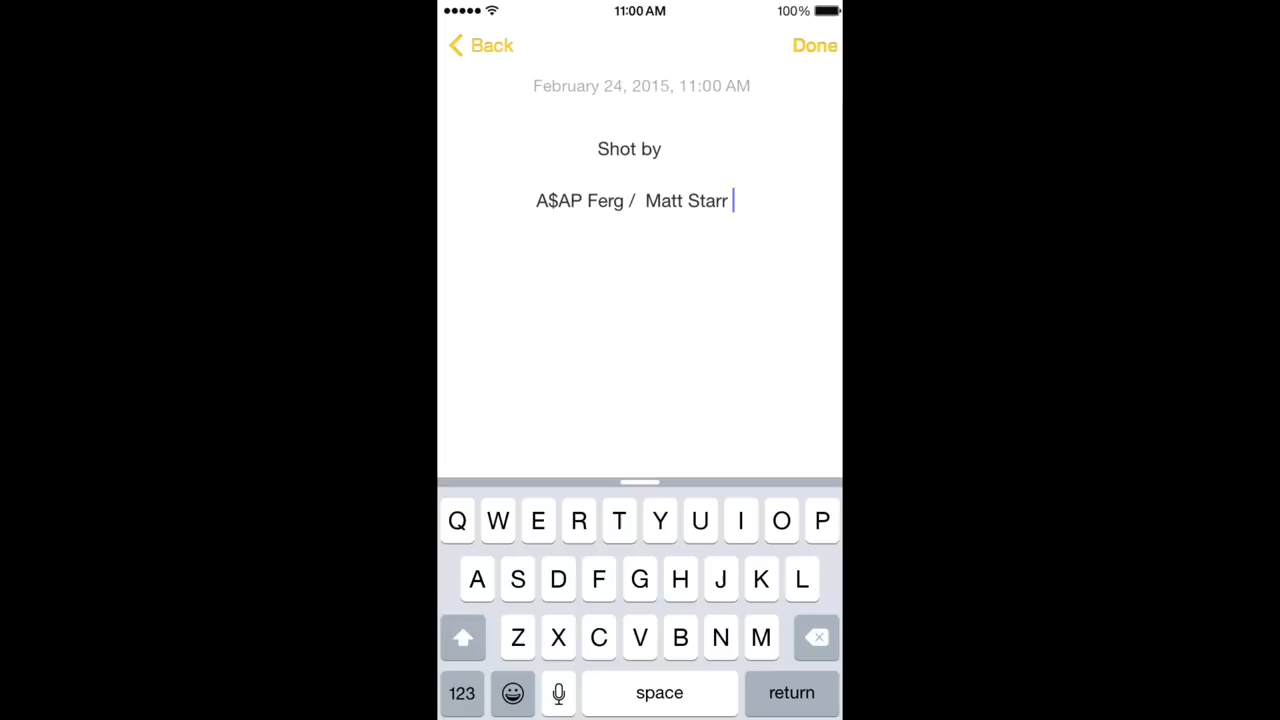 11:00 AM 100%
Back Done
February 24, 2015, 11:00 AM
Shot by
A$AP Ferg /  Matt Starr
Q W E R T Y U I O P
A S D F G H J K L
Z X C V B N M
123 space return